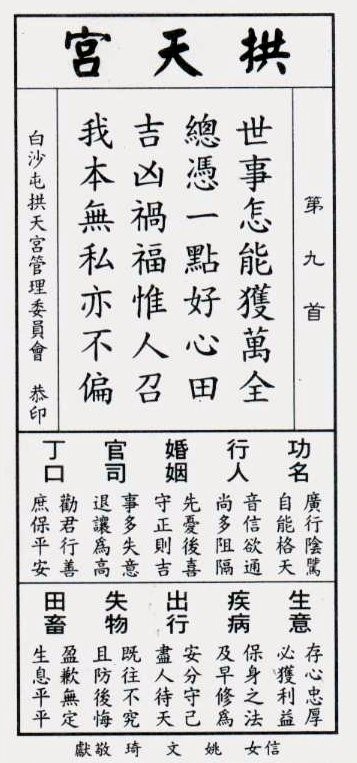 拱天宮
第九首
世事怎能獲萬全
總憑一點好心田
吉凶禍福惟人召
我本無私亦不偏
白沙屯拱天宮管理委員會 恭印
功名
廣行陰騭
自能格天
行人
音信欲通
尚多阻隔
婚姻
先憂後喜
守正則吉
官司
事多失意
退讓為高
丁口
勸君行善
庶保平安
生意
存心忠厚
必獲利益
疾病
保身之法
及早修為
出行
安分守己
盡人待天
失物
既往不究
且防後悔
田畜
盈歉無定
生息平平
信女 姚文琦 敬獻